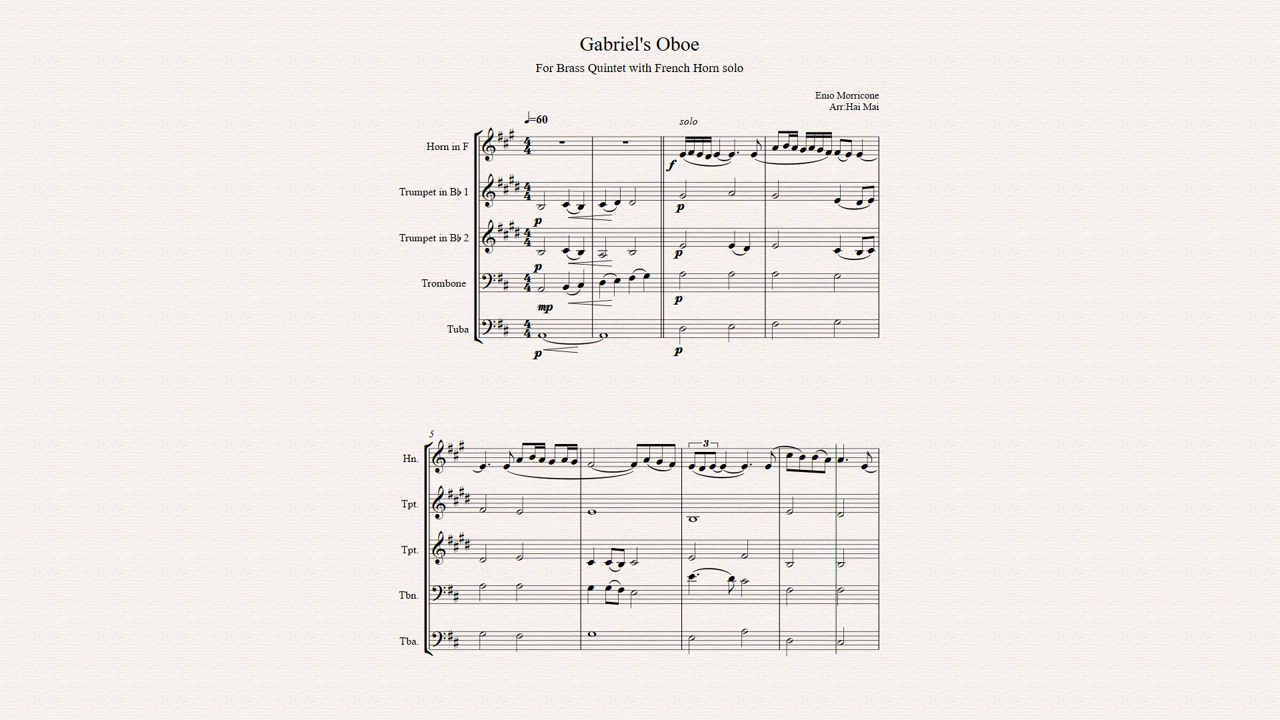 Gabriel's Oboe
For Brass Quintet with French Horn solo
Enio Morricone
Arr:Hai Mai
♩=60
solo
Horn in F
f
Trumpet in B♭ 1
p
p
Trumpet in B♭ 2
p
p
Trombone
mp
p
Tuba
p
p
5
3
Hn.
Tpt.
Tpt.
Tbn.
Tba.